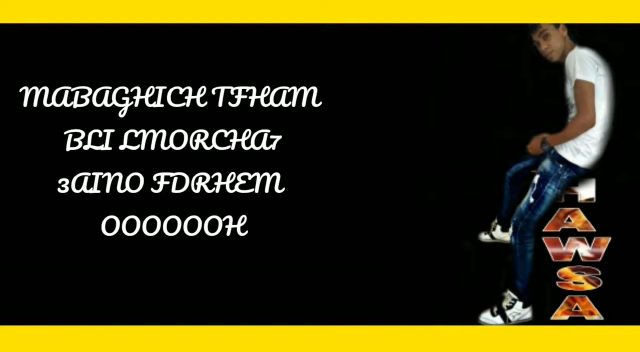 MABAGHICH TFHAM
BLI LMORCHA7
3AINO FDRHEM
OOOOOOH
HAWSA